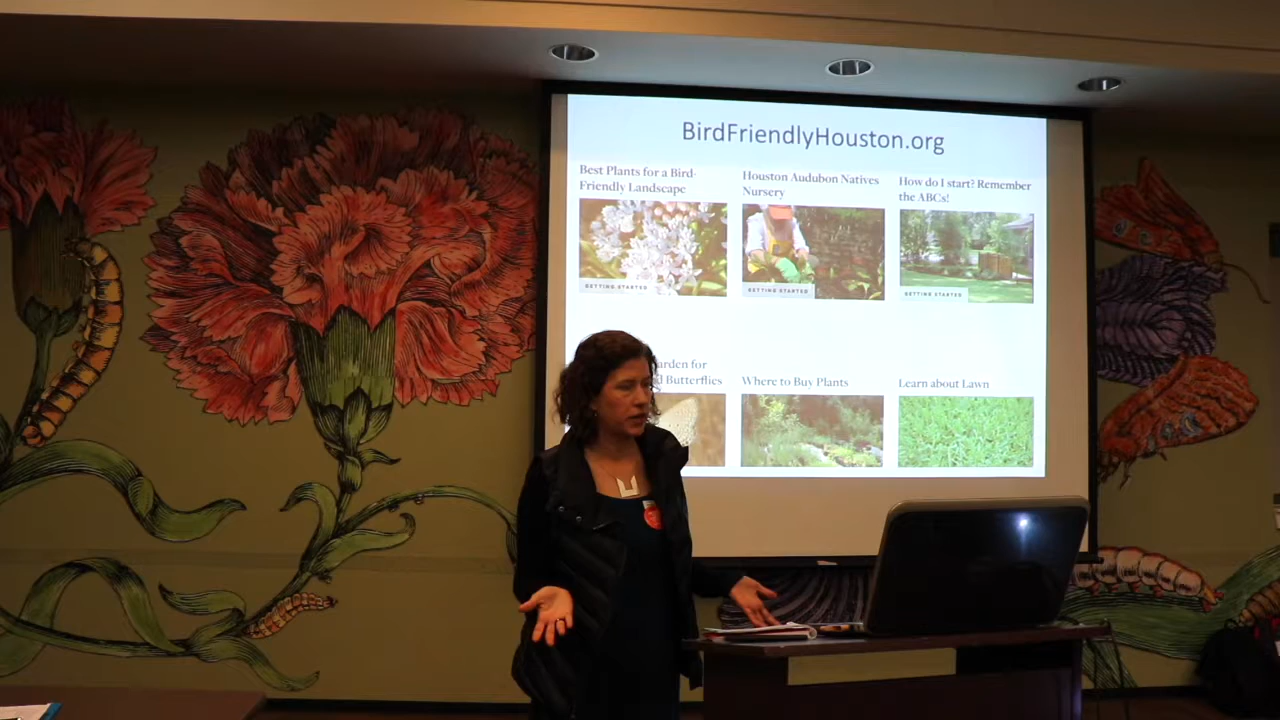 BirdFriendlyHouston.org
Best Plants for a Bird-
Friendly Landscape
GETTING STARTED
Houston Audubon Natives
Nursery
GETTING STARTED
How do I start? Remember
the ABCs!
GETTING STARTED
arden for
Butterflies
Where to Buy Plants
Learn about Lawn